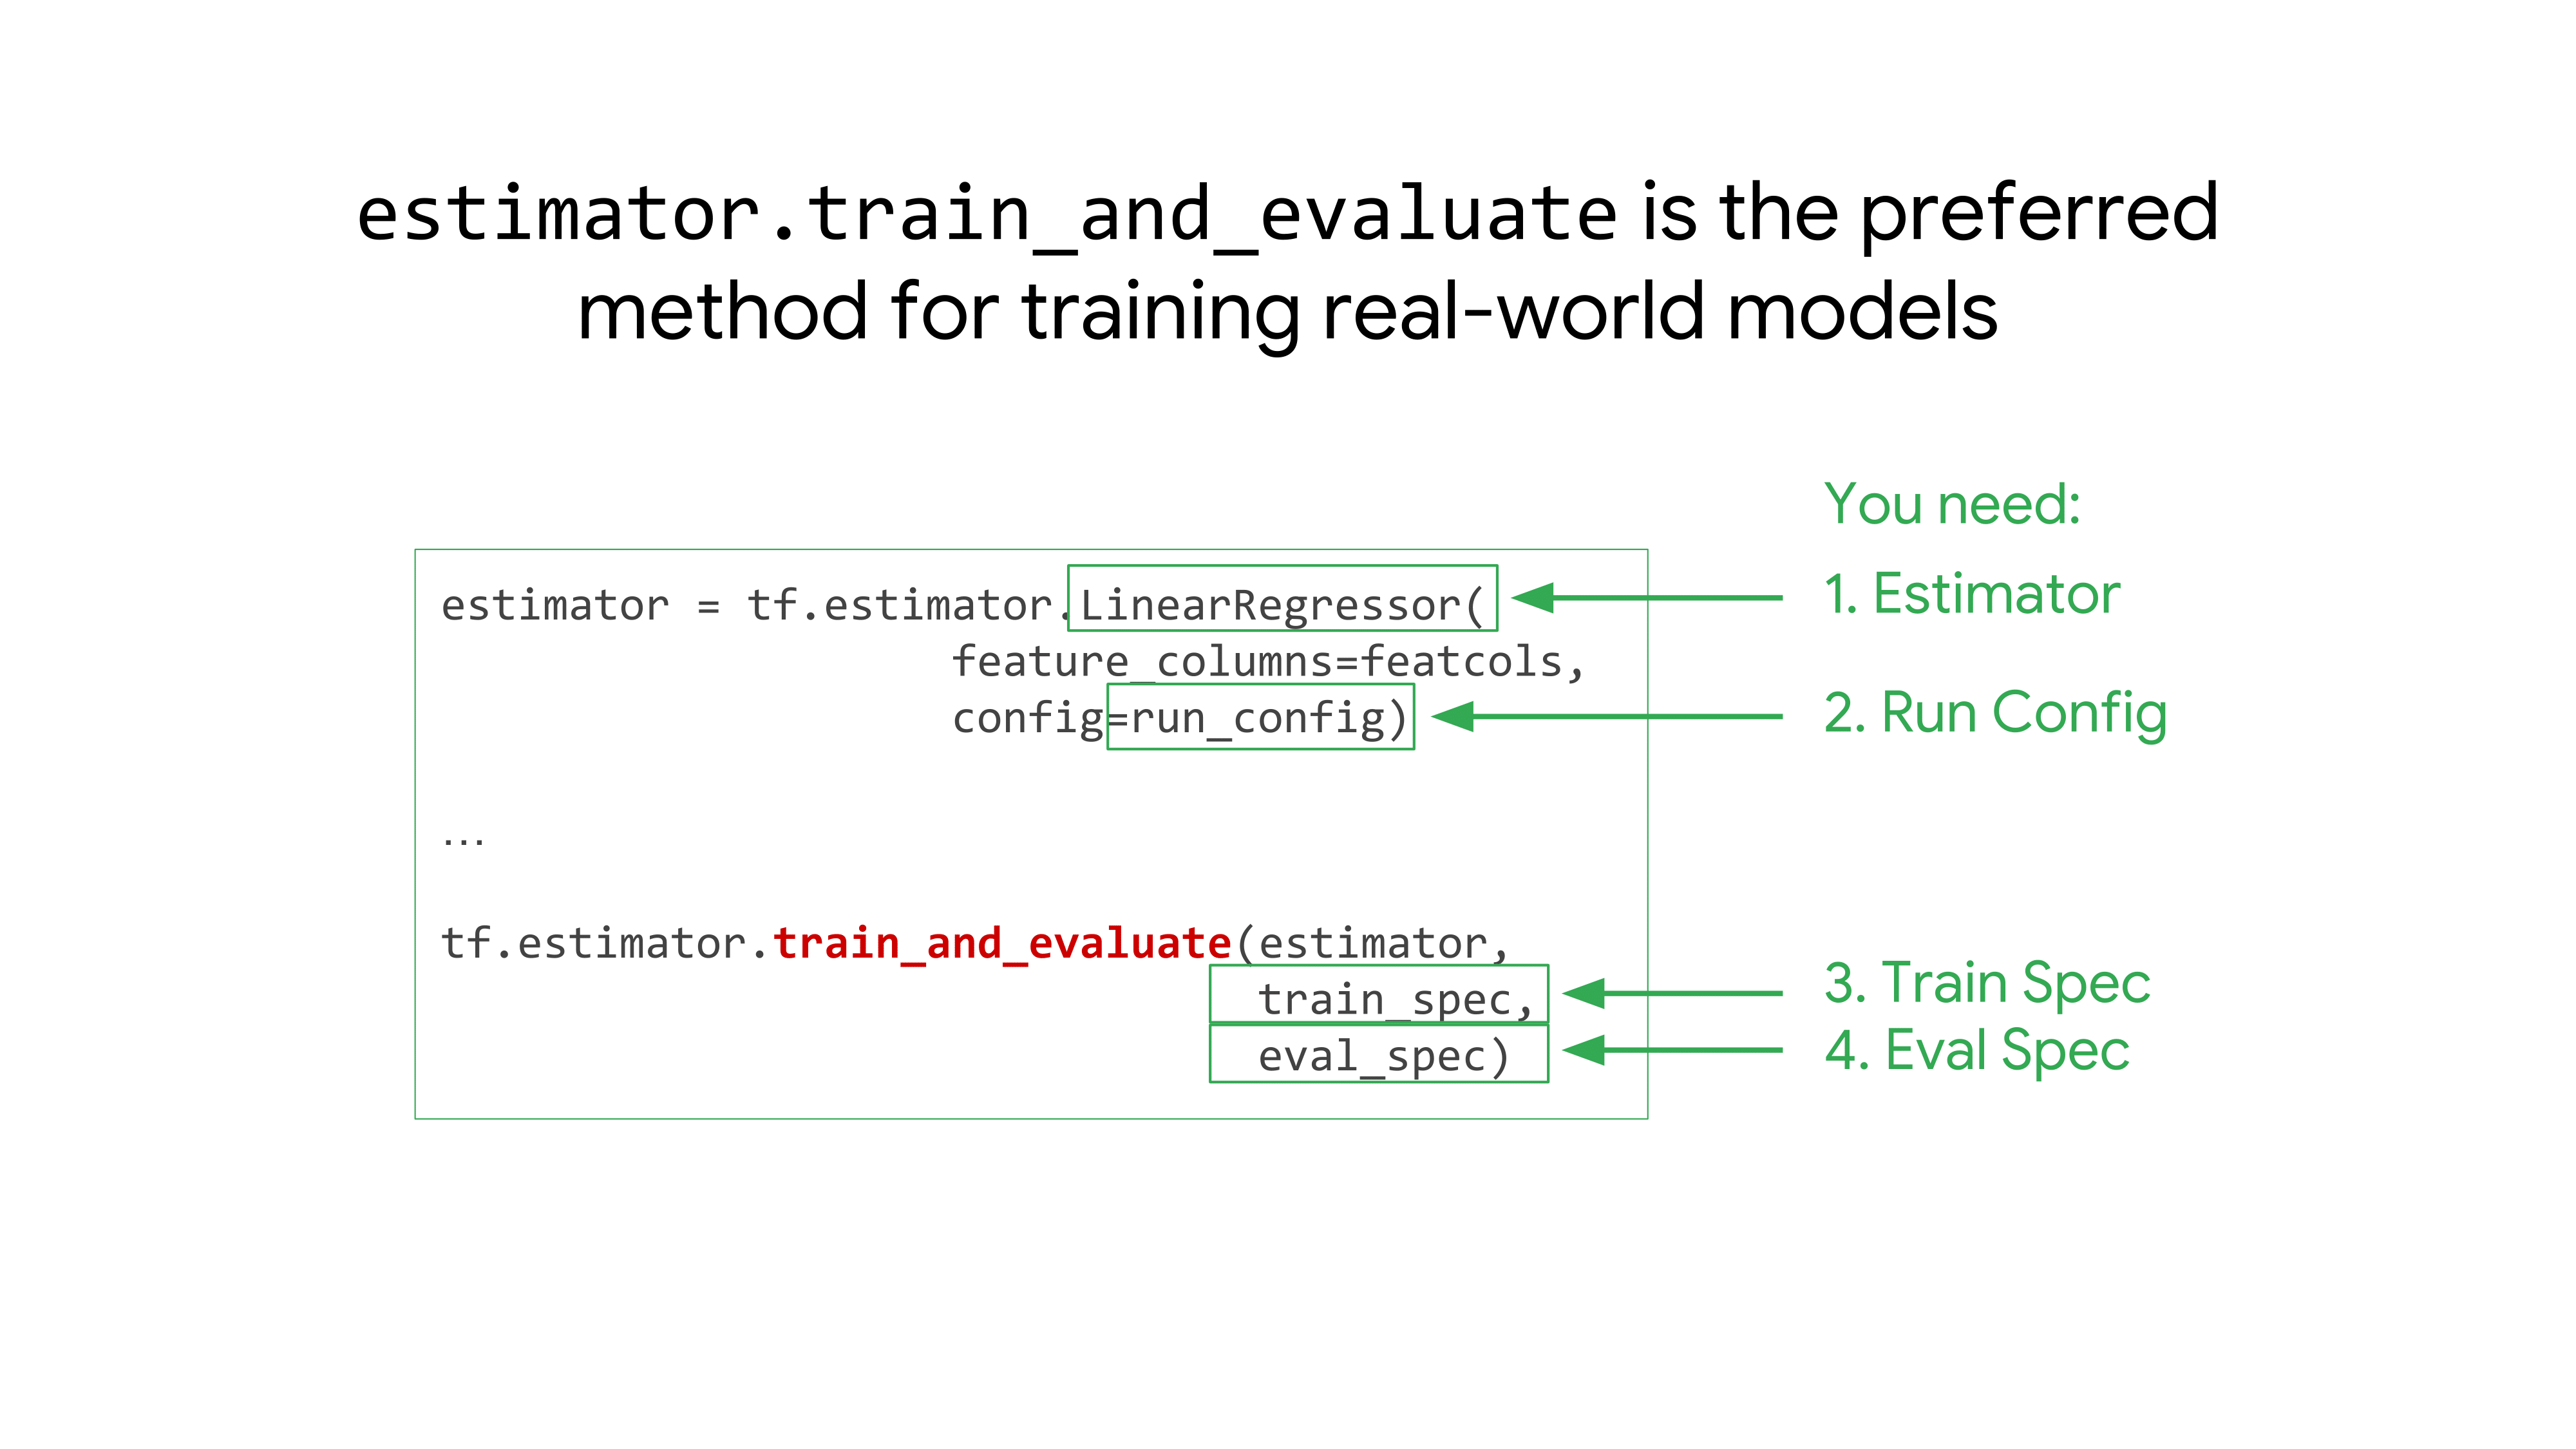 estimator.train_and_evaluate is the preferred
method for training real-world models
You need:
estimator = tf.estimator.LinearRegressor(
1. Estimator
feature_columns=featcols,
config=run_config)
2. Run Config
...
tf.estimator.train_and_evaluate(estimator,
train_spec,
3. Train Spec
eval_spec)
4. Eval Spec